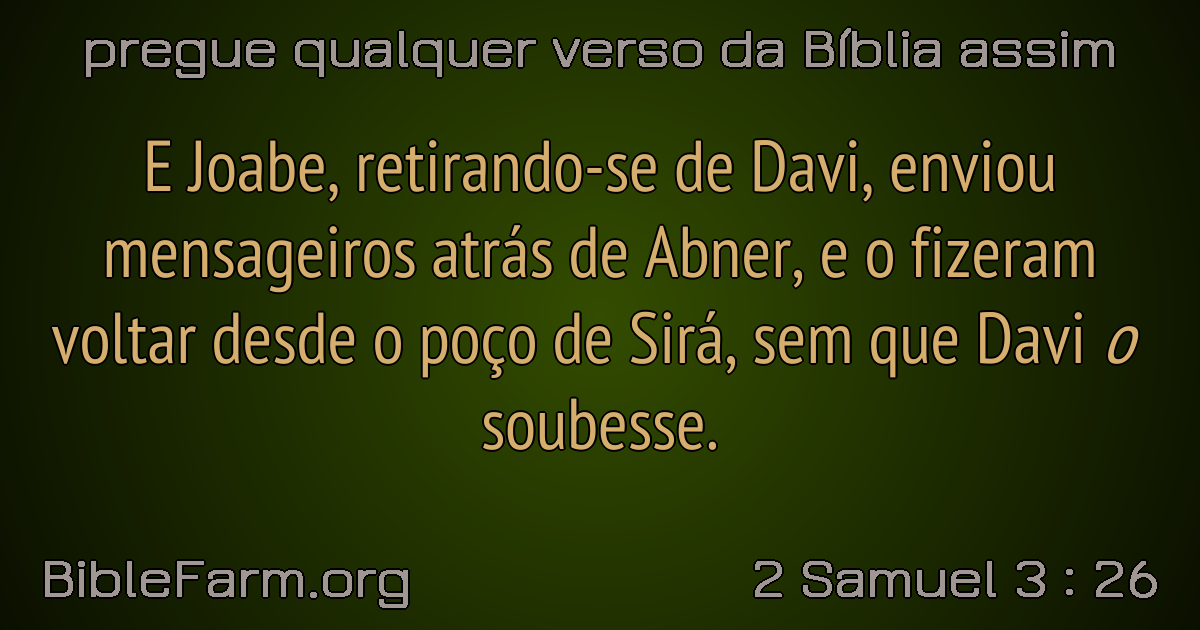 pregue qualquer verso da Bíblia assim
E Joabe, retirando-se de Davi, enviou
mensageiros atrás de Abner, e o fizeram
voltar desde o poço de Sirá, sem que Davi o
soubesse.
BibleFarm.org
2 Samuel 3 : 26